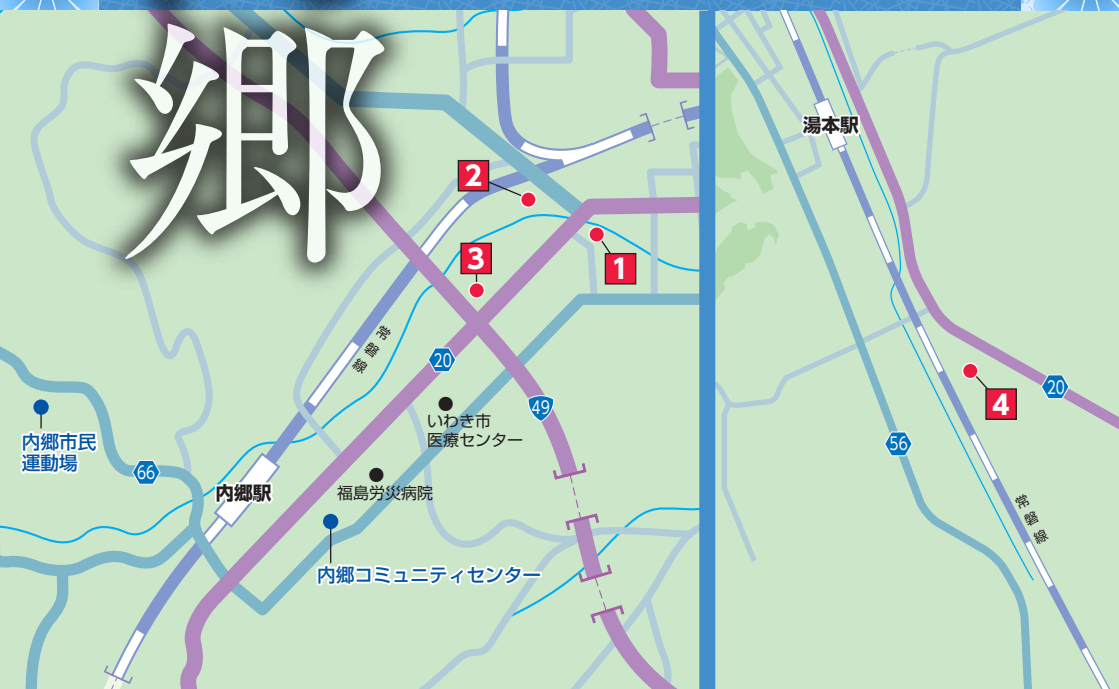 郷
2
1
3
常磐線
20
49
いわき市
医療センター
内郷市民
運動場
66
内郷駅
福島労災病院
内郷コミュニティセンター
湯本駅
4
20
56
常磐線